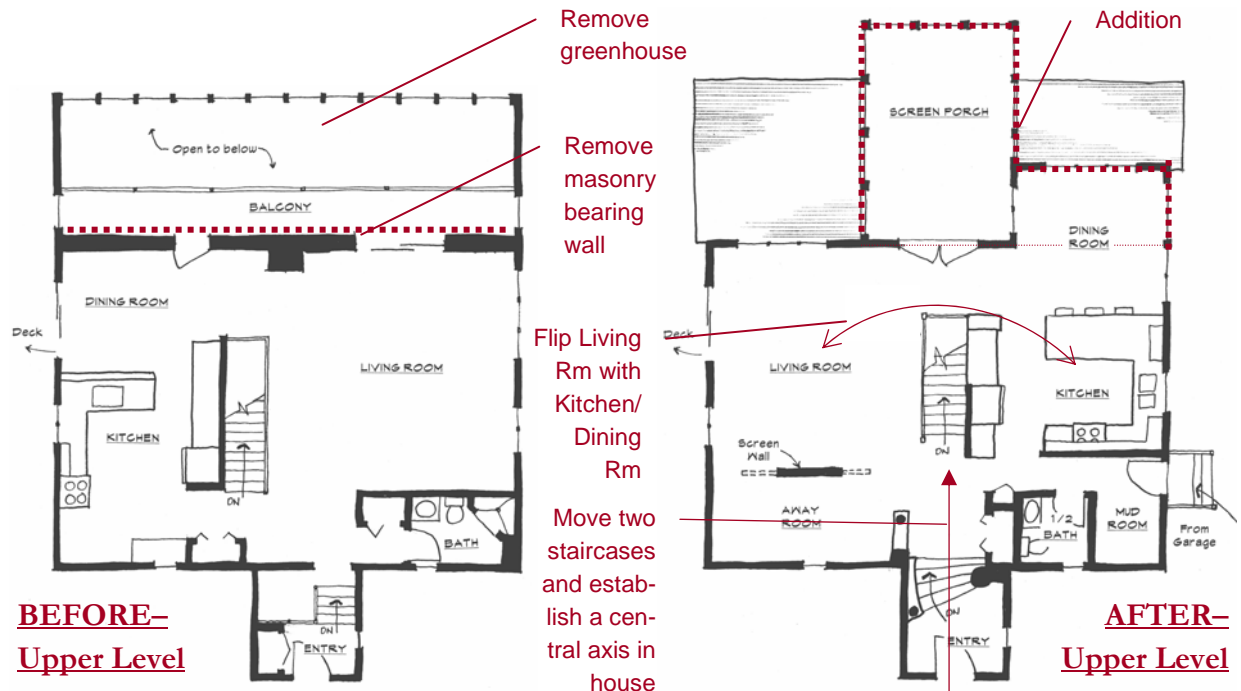 Remove
greenhouse
Addition
Open to below
BALCONY
Remove
masonry
bearing
wall
SCREEN PORCH
DINING ROOM
Deck
LIVING ROOM
KITCHEN
DN
BATH
DN
ENTRY
BEFORE–
Upper Level
Flip Living
Rm with
Kitchen/
Dining
Rm
Move two
staircases
and estab-
lish a cen-
tral axis in
house
DINING
ROOM
Deck
LIVING ROOM
KITCHEN
Screen
Wall
DN
AWAY
ROOM
1/2
BATH
MUD
ROOM
From
Garage
DN
ENTRY
AFTER–
Upper Level